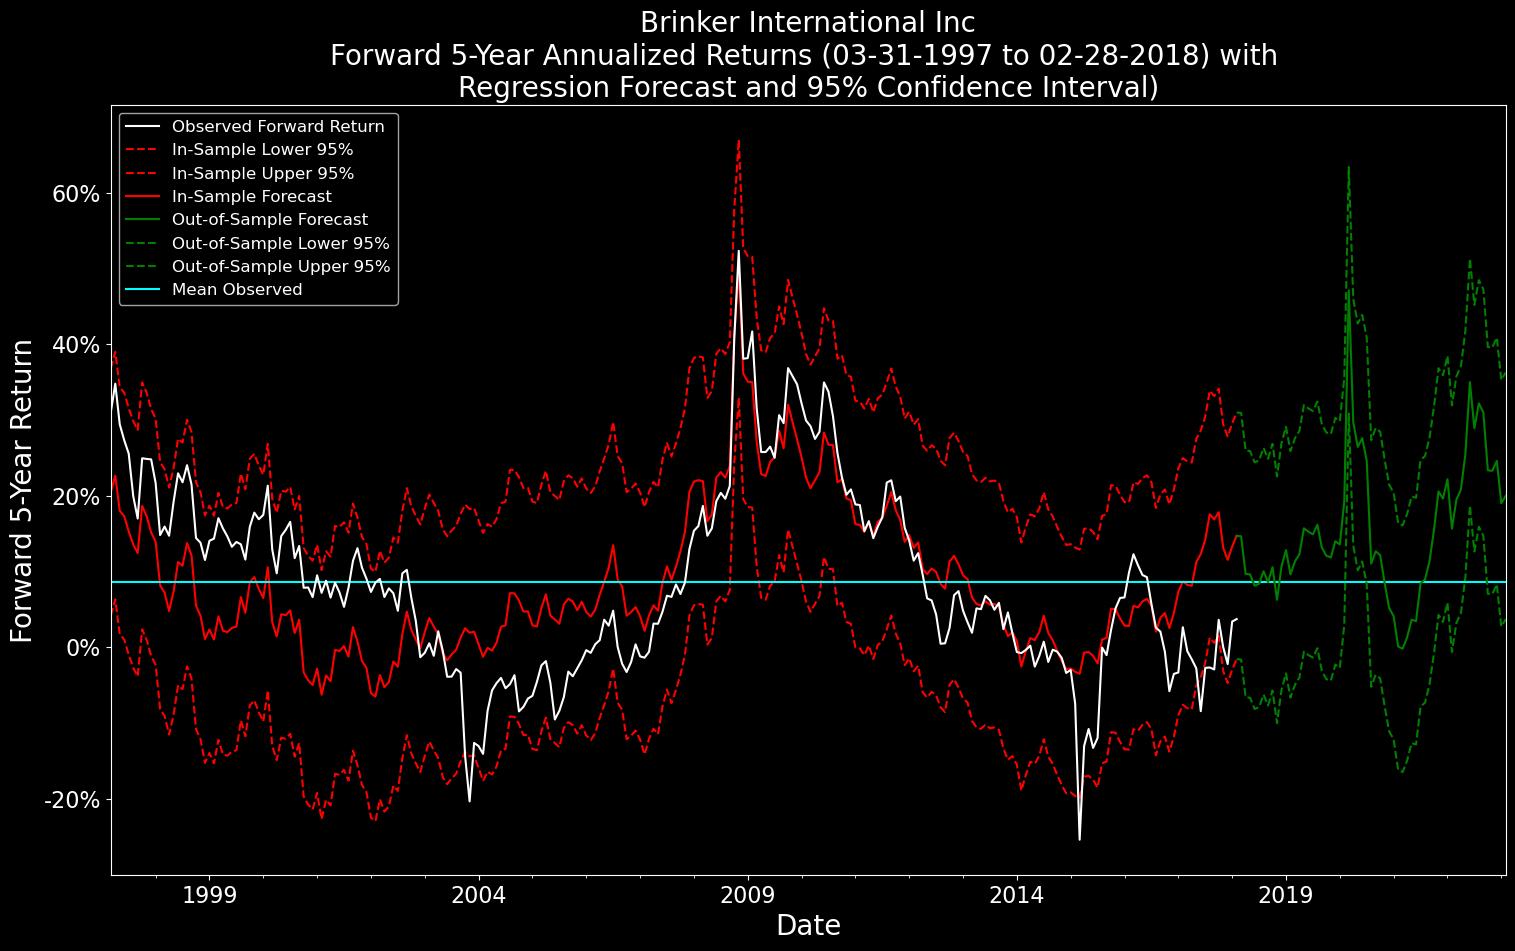 Brinker International Inc
Forward 5-Year Annualized Returns (03-31-1997 to 02-28-2018) with
Regression Forecast and 95% Confidence Interval)
Observed Forward Return
In-Sample Lower 95%
In-Sample Upper 95%
In-Sample Forecast
Out-of-Sample Forecast
Out-of-Sample Lower 95%
Out-of-Sample Upper 95%
Mean Observed
Forward 5-Year Return
60%
40%
20%
0%
-20%
1999
2004
2009
2014
2019
Date